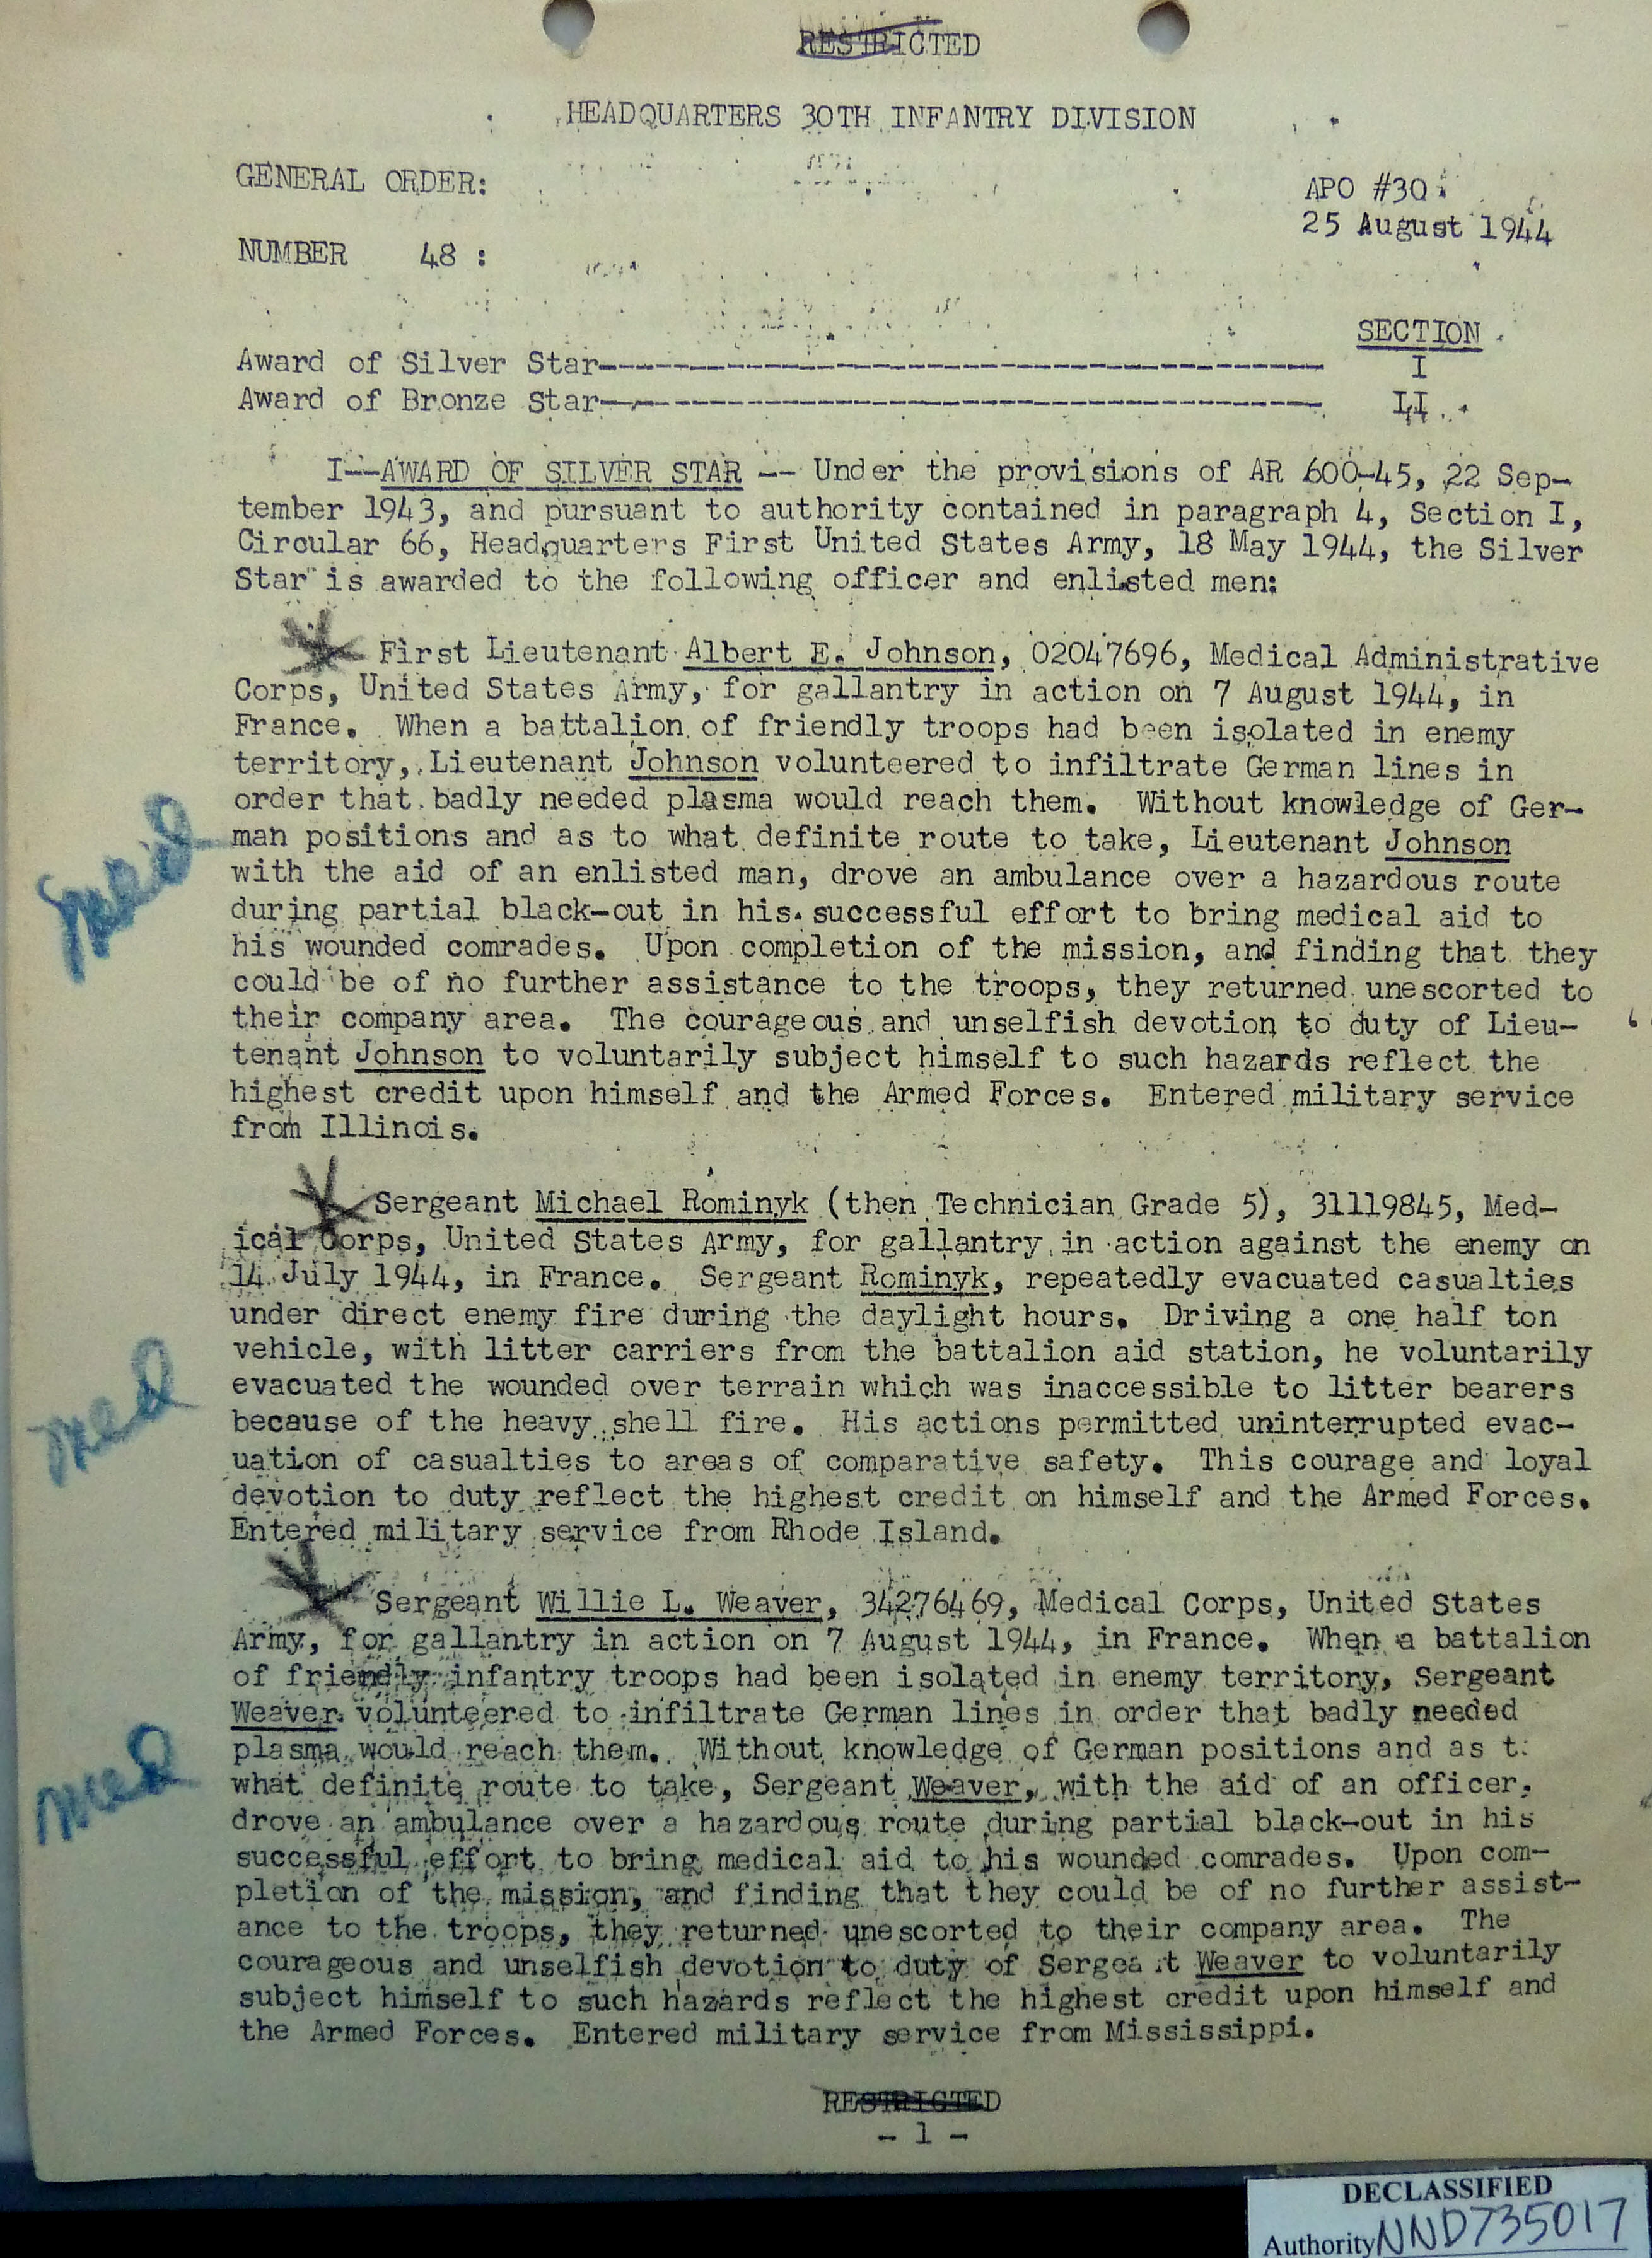 RESTRICTED
HEADQUARTERS 30TH INFANTRY DIVISION
GENERAL ORDER:
APO #30
25 August 1944
NUMBER 48 :
SECTION
Award of Silver Star------------------------------------------------ I
Award of Bronze Star------------------------------------------------ II
I--AWARD OF SILVER STAR -- Under the provisions of AR 600-45, 22 Sep-
tember 1943, and pursuant to authority contained in paragraph 4, Section I,
Circular 66, Headquarters First United States Army, 18 May 1944, the Silver
Star is awarded to the following officer and enlisted men:
First Lieutenant Albert E. Johnson, 02047696, Medical Administrative
Corps, United States Army, for gallantry in action on 7 August 1944, in
France. When a battalion of friendly troops had been isolated in enemy
territory, Lieutenant Johnson volunteered to infiltrate German lines in
order that badly needed plasma would reach them. Without knowledge of Ger-
man positions and as to what definite route to take, Lieutenant Johnson
with the aid of an enlisted man, drove an ambulance over a hazardous route
during partial black-out in his successful effort to bring medical aid to
his wounded comrades. Upon completion of the mission, and finding that they
could be of no further assistance to the troops, they returned unescorted to
their company area. The courageous and unselfish devotion to duty of Lieu-
tenant Johnson to voluntarily subject himself to such hazards reflect the
highest credit upon himself and the Armed Forces. Entered military service
from Illinois.
med
Sergeant Michael Rominyk (then Technician Grade 5), 31119845, Med-
ical Corps, United States Army, for gallantry in action against the enemy on
14 July 1944, in France. Sergeant Rominyk, repeatedly evacuated casualties
under direct enemy fire during the daylight hours. Driving a one half ton
vehicle, with litter carriers from the battalion aid station, he voluntarily
evacuated the wounded over terrain which was inaccessible to litter bearers
because of the heavy shell fire. His actions permitted uninterrupted evac-
uation of casualties to areas of comparative safety. This courage and loyal
devotion to duty reflect the highest credit on himself and the Armed Forces.
Entered military service from Rhode Island.
med
Sergeant Willie L. Weaver, 34276469, Medical Corps, United States
Army, for gallantry in action on 7 August 1944, in France. When a battalion
of friendly infantry troops had been isolated in enemy territory, Sergeant
Weaver volunteered to infiltrate German lines in order that badly needed
plasma would reach them. Without knowledge of German positions and as t
what definite route to take, Sergeant Weaver, with the aid of an officer,
drove an ambulance over a hazardous route during partial black-out in his
successful effort to bring medical aid to his wounded comrades. Upon com-
pletion of the mission, and finding that they could be of no further assist-
ance to the troops, they returned unescorted to their company area. The
courageous and unselfish devotion to duty of Sergea t Weaver to voluntarily
subject himself to such hazards reflect the highest credit upon himself and
the Armed Forces. Entered military service from Mississippi.
med
RESTRICTED
- 1 -
DECLASSIFIED
Authority NND735017